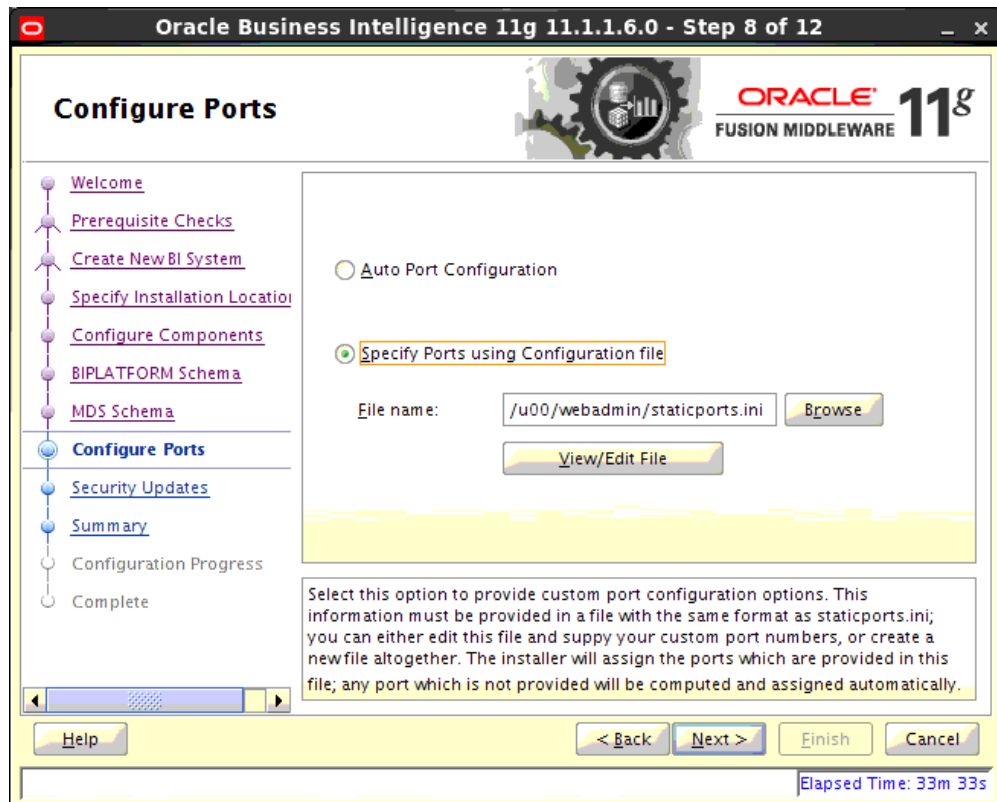 Oracle Business Intelligence 11g 11.1.1.6.0 - Step 8 of 12
Configure Ports
ORACLE
FUSION MIDDLEWARE
11g
Welcome
Prerequisite Checks
Create New BI System
Specify Installation Location
Configure Components
BIPLATFORM Schema
MDS Schema
Configure Ports
Security Updates
Summary
Configuration Progress
Complete
Auto Port Configuration
Specify Ports using Configuration file
File name: /u00/webadmin/staticports.ini Browse
View/Edit File
Select this option to provide custom port configuration options. This
information must be provided in a file with the same format as staticports.ini;
you can either edit this file and suppy your custom port numbers, or create a
new file altogether. The installer will assign the ports which are provided in this
file; any port which is not provided will be computed and assigned automatically.
Help < Back Next > Finish Cancel
Elapsed Time: 33m 33s